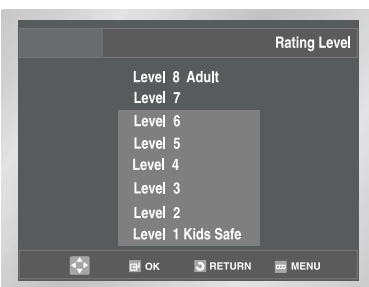 Rating Level
Level 8 Adult
Level 7
Level 6
Level 5
Level 4
Level 3
Level 2
Level 1 Kids Safe
OK RETURN MENU